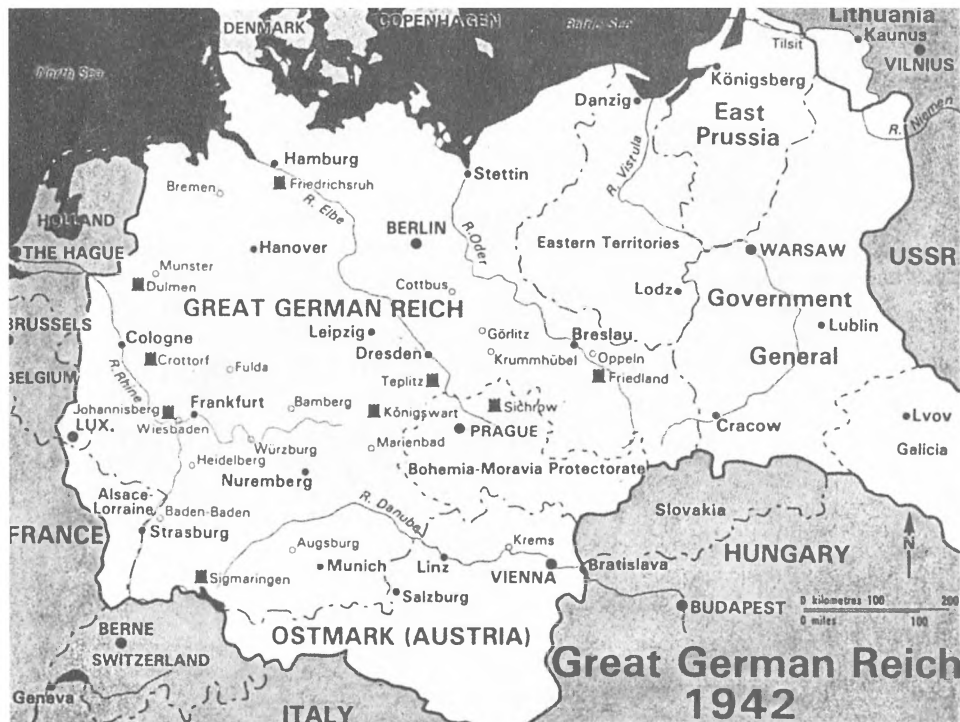 DENMARK
COPENHAGEN
Baltic Sea
Lithuania
Kaunus
VILNIUS
Tilsit
North Sea
Königsberg
Danzig
East
Prussia
R. Nigmen
Hamburg
Friedrichsruh
Bremen
Stettin
R. Vistula
R. Elbe
HOLLAND
THE HAGUE
BERLIN
R. Oder
Hanover
Eastern Territories
WARSAW
USSR
Munster
Dulmen
Cottbus
Lodz
Government
GREAT GERMAN REICH
BRUSSELS
Leipzig
Görlitz
Breslau
Lublin
Cologne
Dresden
Krummhübel
Oppeln
General
Crottorf
Fulda
BELGIUM
R. Rhine
Teplitz
Friedland
Johannisberg
Frankfurt
Bamberg
Königswart
Sichrow
LUX.
Wiesbaden
PRAGUE
Cracow
Lvov
Würzburg
Marienbad
Galicia
Heidelberg
Nuremberg
Bohemia-Moravia Protectorate
Alsace-
Lorraine
Baden-Baden
R. Danube
Slovakia
FRANCE
Strasburg
Augsburg
Krems
N
HUNGARY
Munich
Linz
VIENNA
Bratislava
Sigmaringen
Salzburg
BUDAPEST
0 kilometres 100 200
0 miles 100
BERNE
SWITZERLAND
OSTMARK (AUSTRIA)
Great German Reich
1942
Geneva
ITALY